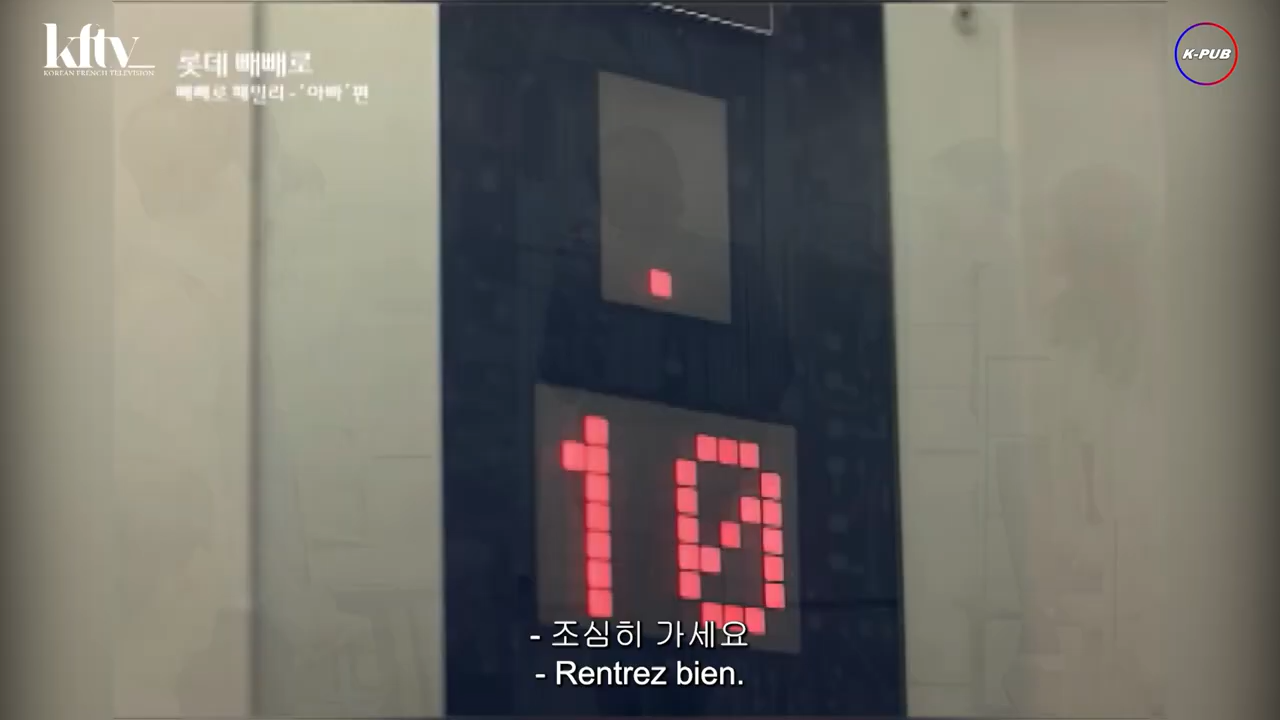 kftv_
KOREAN FRENCH TELEVISION
롯데 빼빼로
빼빼로 패밀리 - '아빠'편
K-PUB
10
- 조심히 가세요
- Rentrez bien.